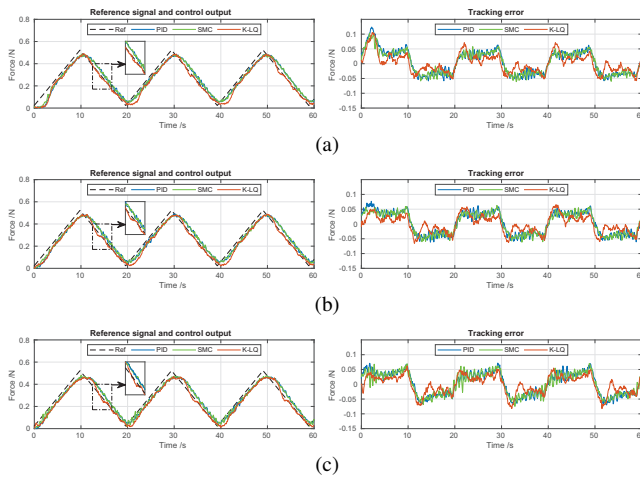 Reference signal and control output
Tracking error
Ref PID SMC K-LQ
PID SMC K-LQ
Force /N
0.8
0.6
0.4
0.2
0
0 10 20 30 40 50 60
Time /s
Force /N
0.1
0.05
0
-0.05
-0.1
-0.15
0 10 20 30 40 50 60
Time /s
(a)
Reference signal and control output
Tracking error
Ref PID SMC K-LQ
PID SMC K-LQ
Force /N
0.8
0.6
0.4
0.2
0
0 10 20 30 40 50 60
Time /s
Force /N
0.1
0.05
0
-0.05
-0.1
-0.15
0 10 20 30 40 50 60
Time /s
(b)
Reference signal and control output
Tracking error
Ref PID SMC K-LQ
PID SMC K-LQ
Force /N
0.8
0.6
0.4
0.2
0
0 10 20 30 40 50 60
Time /s
Force /N
0.1
0.05
0
-0.05
-0.1
-0.15
0 10 20 30 40 50 60
Time /s
(c)